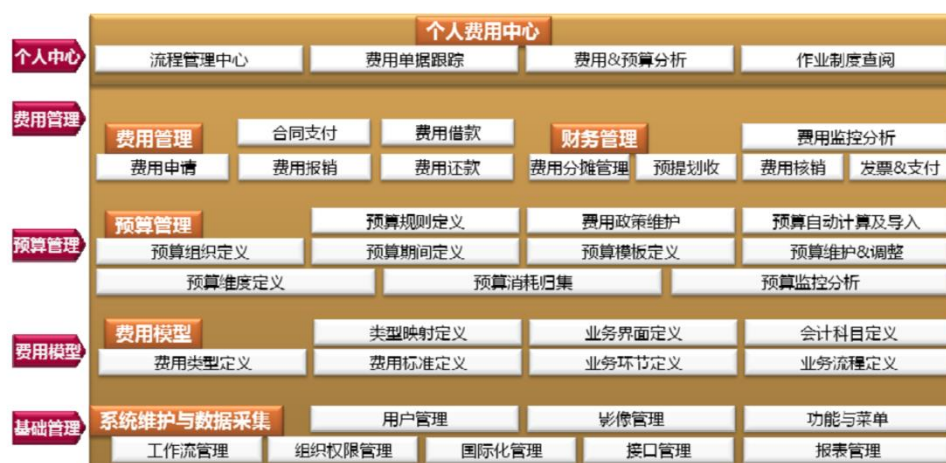 个人费用中心
个人中心
流程管理中心 费用单据跟踪 费用&预算分析 作业制度查阅
费用管理
费用管理 合同支付 费用借款 财务管理 费用监控分析
费用申请 费用报销 费用还款 费用分摊管理 预提划收 费用核销 发票&支付
预算管理 预算规则定义 费用政策维护 预算自动计算及导入
预算管理 预算组织定义 预算期间定义 预算模板定义 预算维护&调整
预算维度定义 预算消耗归集 预算监控分析
费用模型 类型映射定义 业务界面定义 会计科目定义
费用模型 费用类型定义 费用标准定义 业务环节定义 业务流程定义
系统维护与数据采集 用户管理 影像管理 功能与菜单
基础管理 工作流管理 组织权限管理 国际化管理 接口管理 报表管理